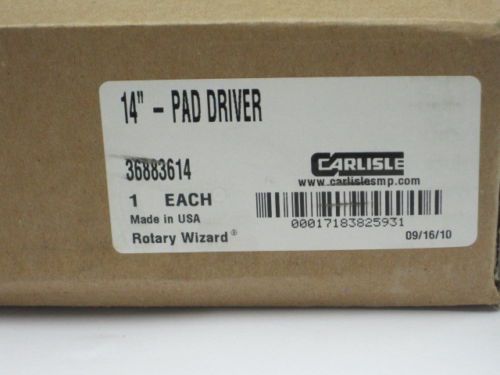 14" - PAD DRIVER
36883614
CARLISLE
www.carlislesmp.com
1 EACH
Made in USA
00017183825931
Rotary Wizard®
09/16/10